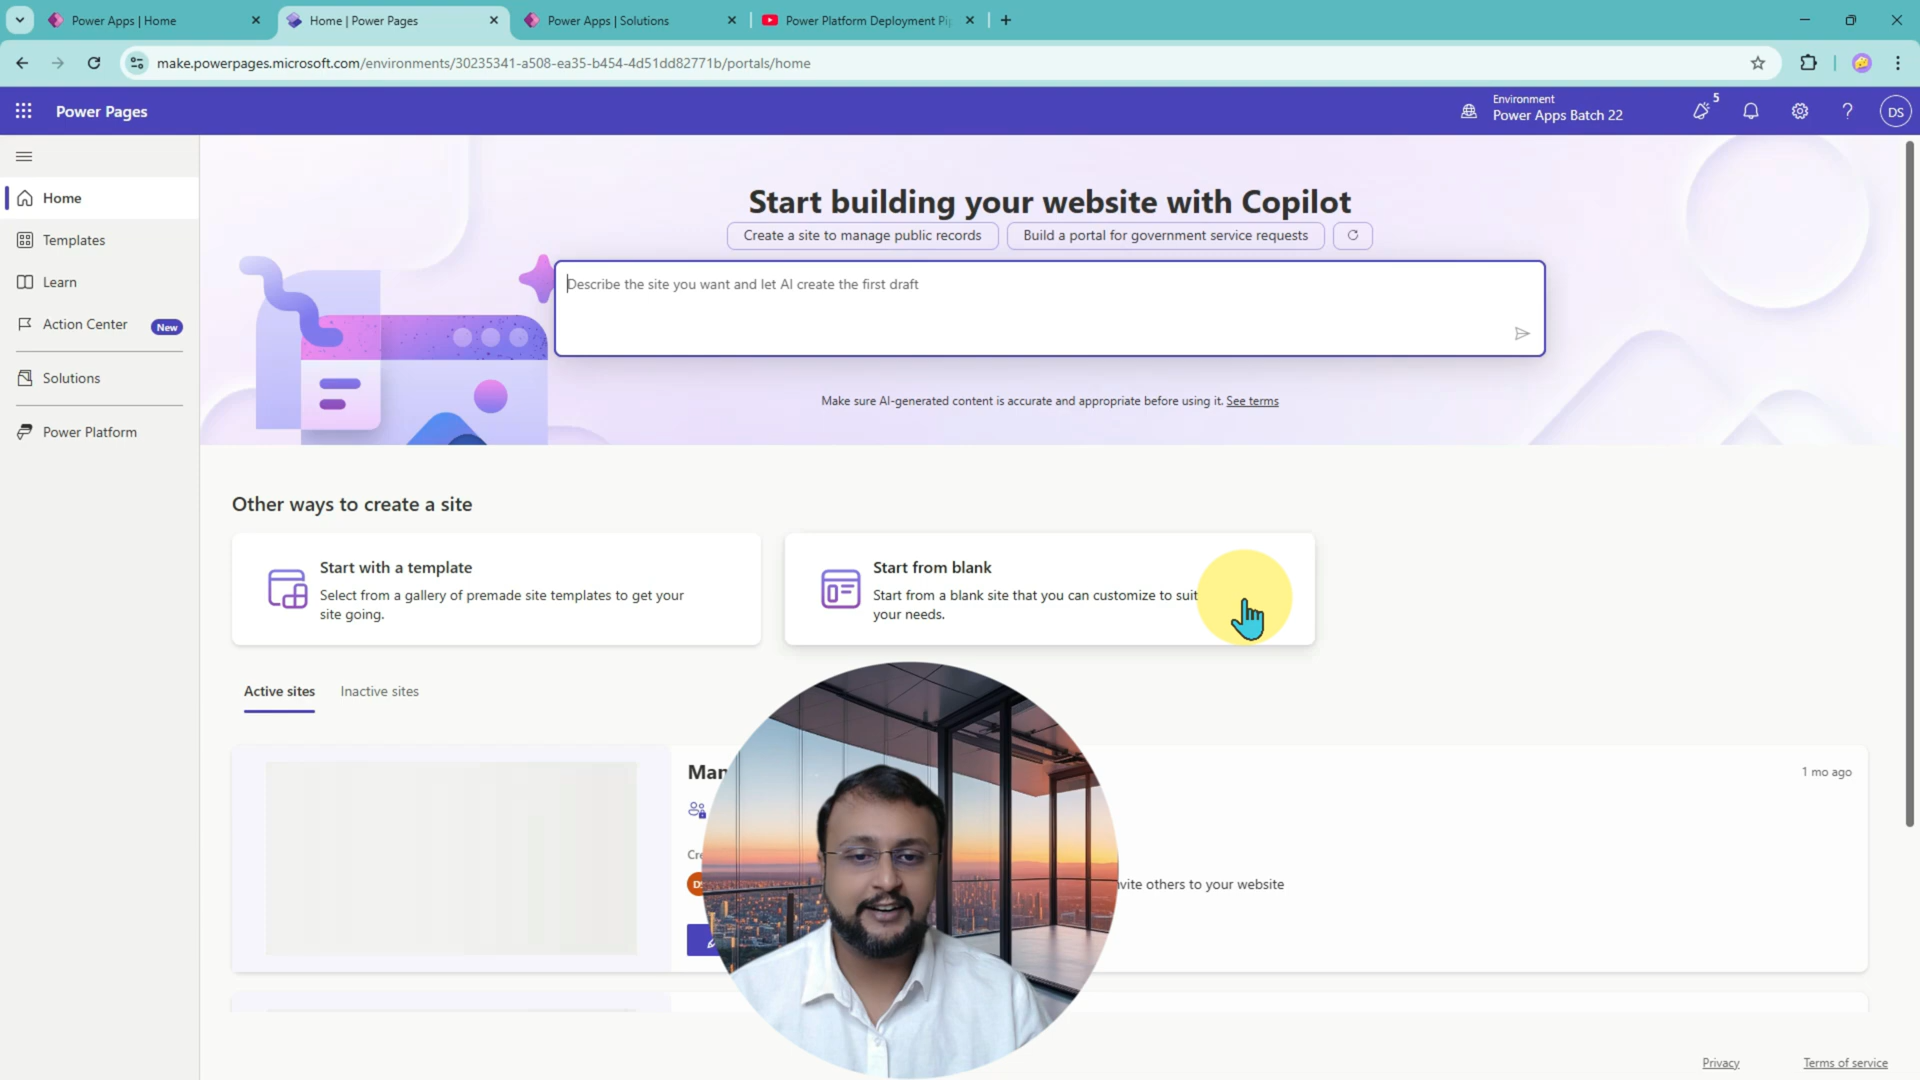 Power Apps | Home
Home | Power Pages
Power Apps | Solutions
Power Platform Deployment Pi
make.powerpages.microsoft.com/environments/30235341-a508-ea35-b454-4d51dd82771b/portals/home
Power Pages
Environment
Power Apps Batch 22
5
DS
Home
Templates
Learn
Action Center
New
Solutions
Power Platform
Start building your website with Copilot
Create a site to manage public records
Build a portal for government service requests
Describe the site you want and let AI create the first draft
Make sure AI-generated content is accurate and appropriate before using it. See terms
Other ways to create a site
Start with a template
Select from a gallery of premade site templates to get your
site going.
Start from blank
Start from a blank site that you can customize to suit
your needs.
Active sites
Inactive sites
1 mo ago
others to your website
Privacy
Terms of service